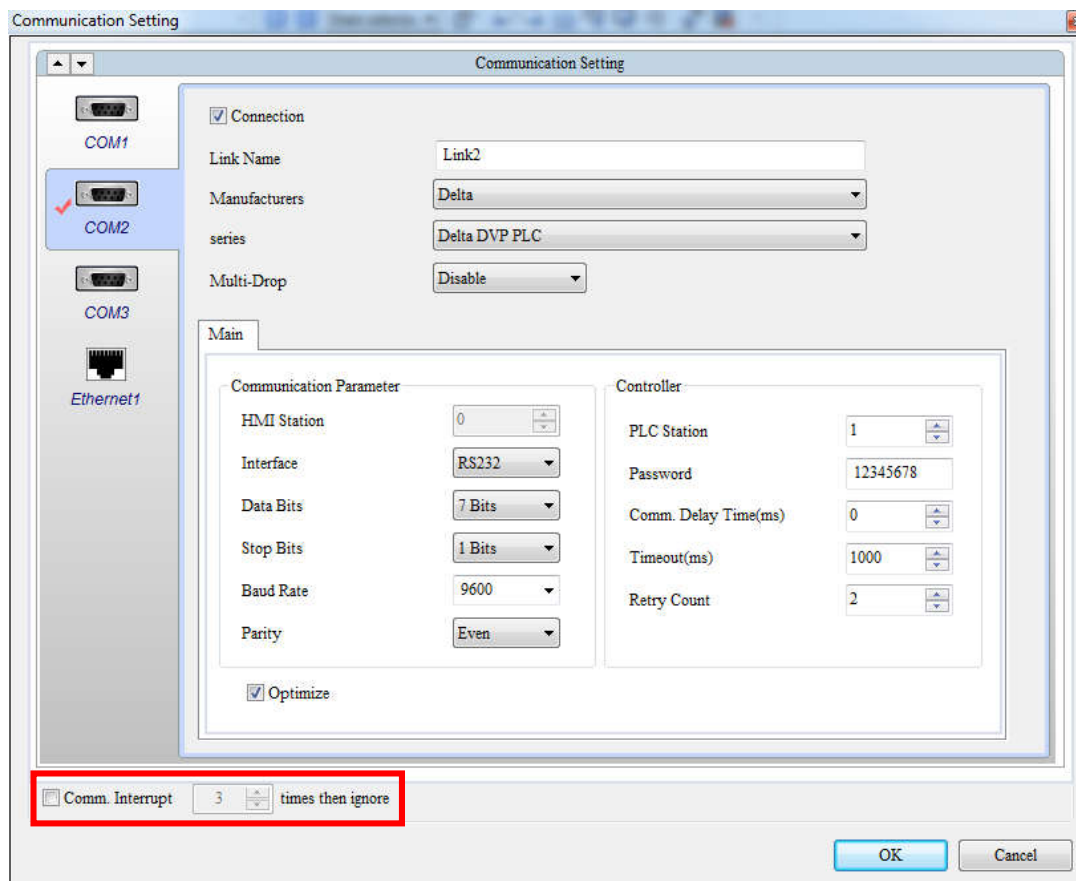 Communication Setting
Communication Setting
COM1
COM2
COM3
Ethernet1
Connection
Link Name Link2
Manufacturers Delta
series Delta DVP PLC
Multi-Drop Disable
Main
Communication Parameter
HMI Station 0
Interface RS232
Data Bits 7 Bits
Stop Bits 1 Bits
Baud Rate 9600
Parity Even
Controller
PLC Station 1
Password 12345678
Comm. Delay Time(ms) 0
Timeout(ms) 1000
Retry Count 2
Optimize
Comm. Interrupt 3 times then ignore
OK Cancel